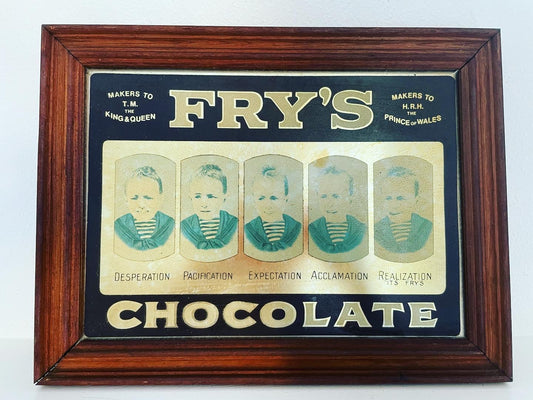 MAKERS TO
T.M.
THE
KING & QUEEN
FRY'S
MAKERS TO
H.R.H.
THE
PRINCE OF WALES
DESPERATION PACIFICATION EXPECTATION ACCLAMATION REALIZATION
ITS FRYS
CHOCOLATE